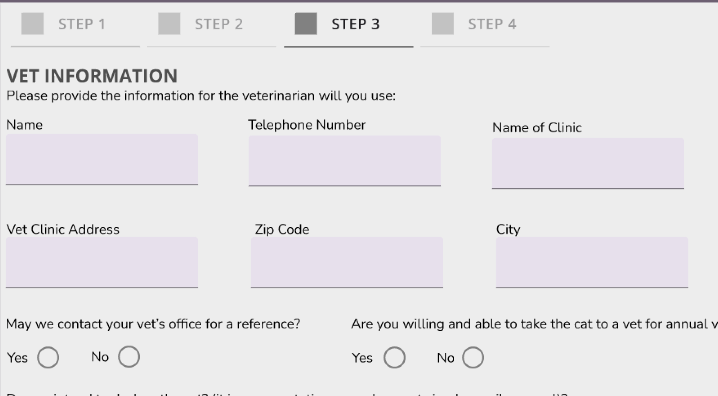 STEP 1 STEP 2 STEP 3 STEP 4
VET INFORMATION
Please provide the information for the veterinarian will you use:
Name Telephone Number Name of Clinic
Vet Clinic Address Zip Code City
May we contact your vet's office for a reference? Are you willing and able to take the cat to a vet for annual
Yes No Yes No